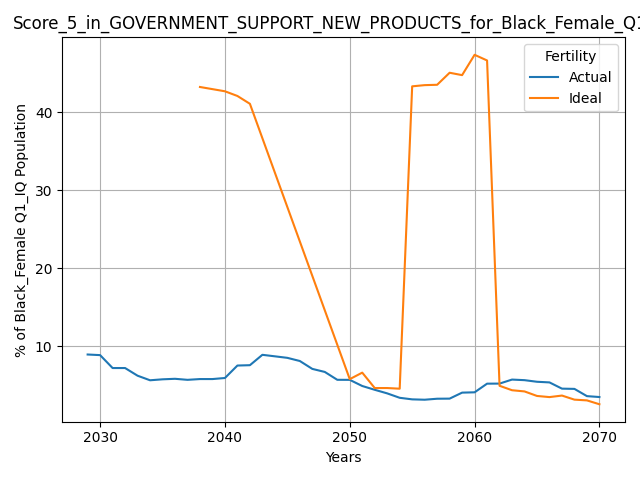 Score_5_in_GOVERNMENT_SUPPORT_NEW_PRODUCTS_for_Black_Female_Q1
Fertility
Actual
Ideal
% of Black_Female Q1_IQ Population
40
30
20
10
2030 2040 2050 2060 2070
Years